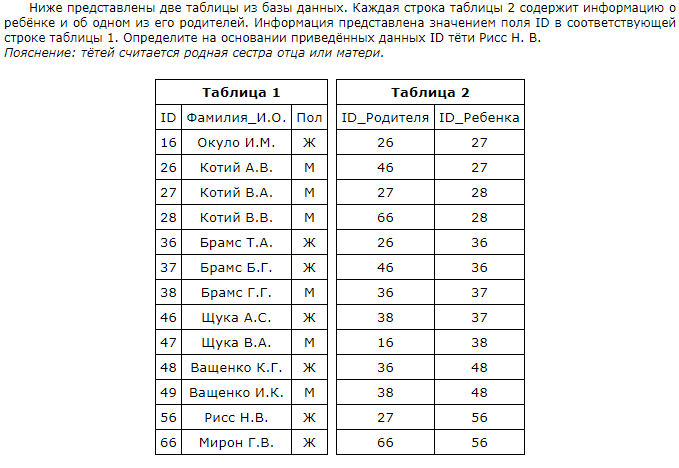 Ниже представлены две таблицы из базы данных. Каждая строка таблицы 2 содержит информацию о
ребёнке и об одном из его родителей. Информация представлена значением поля ID в соответствующей
строке таблицы 1. Определите на основании приведённых данных ID тёти Рисс Н. В.
Пояснение: тётей считается родная сестра отца или матери.
Таблица 1
ID Фамилия_И.О. Пол
16 Окуло И.М. Ж
26 Котий А.В. М
27 Котий В.А. М
28 Котий В.В. М
36 Брамс Т.А. Ж
37 Брамс Б.Г. Ж
38 Брамс Г.Г. М
46 Щука А.С. Ж
47 Щука В.А. М
48 Ващенко К.Г. Ж
49 Ващенко И.К. М
56 Рисс Н.В. Ж
66 Мирон Г.В. Ж
Таблица 2
ID_Родителя ID_Ребенка
26 27
46 27
27 28
66 28
26 36
46 36
36 37
38 37
16 38
36 48
38 48
27 56
66 56